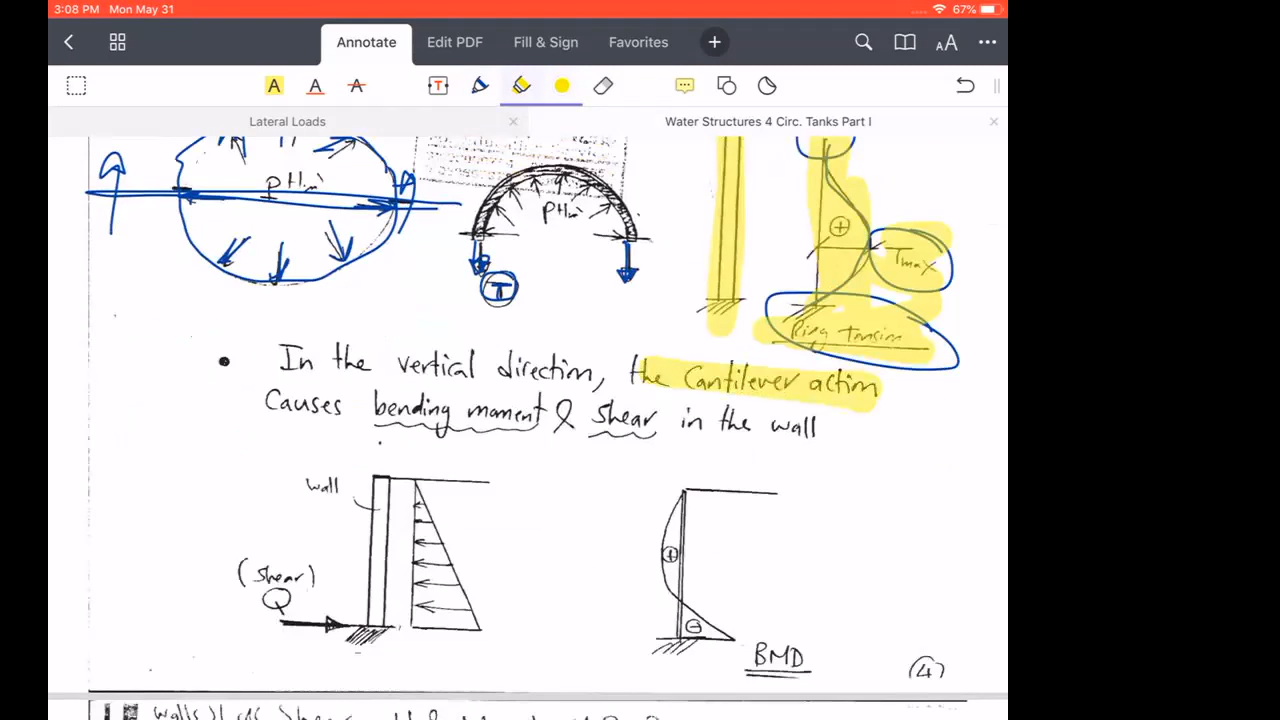 3:08 PM Mon May 31
67%
Annotate
Edit PDF
Fill & Sign
Favorites
Lateral Loads
Water Structures 4 Circ. Tanks Part I
T
Tmax
Ring Tension
• In the vertical direction, the Cantilever action
Causes bending moment & shear in the wall
wall
(shear)
Q
BMD
(4)